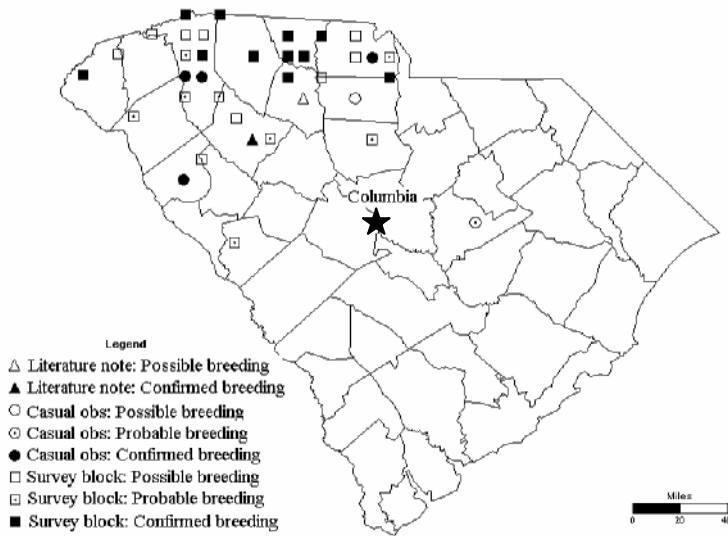 Columbia
Legend
Literature note: Possible breeding
Literature note: Confirmed breeding
Casual obs: Possible breeding
Casual obs: Probable breeding
Casual obs: Confirmed breeding
Survey block: Possible breeding
Survey block: Probable breeding
Survey block: Confirmed breeding
Miles
0 20 40